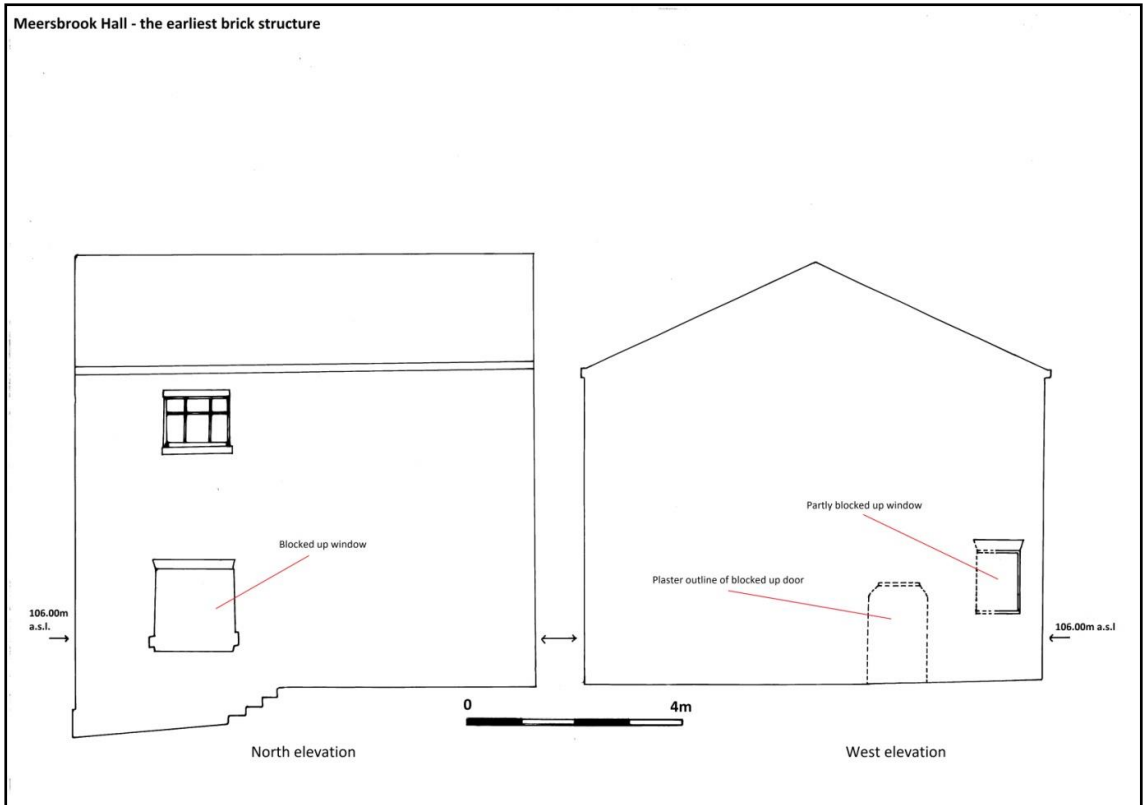 Meersbrook Hall - the earliest brick structure
Blocked up window
Partly blocked up window
Plaster outline of blocked up door
106.00m
a.s.l.
106.00m a.s.l
0 4m
North elevation
West elevation